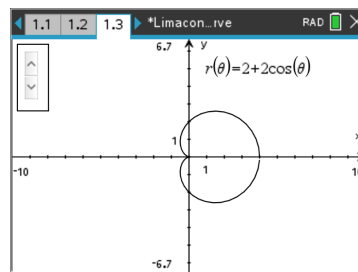 1.1 1.2 1.3 *Limacon...rve RAD
6.7 y
r(θ)=2+2cos(θ)
1
x
-10 1 10
-6.7